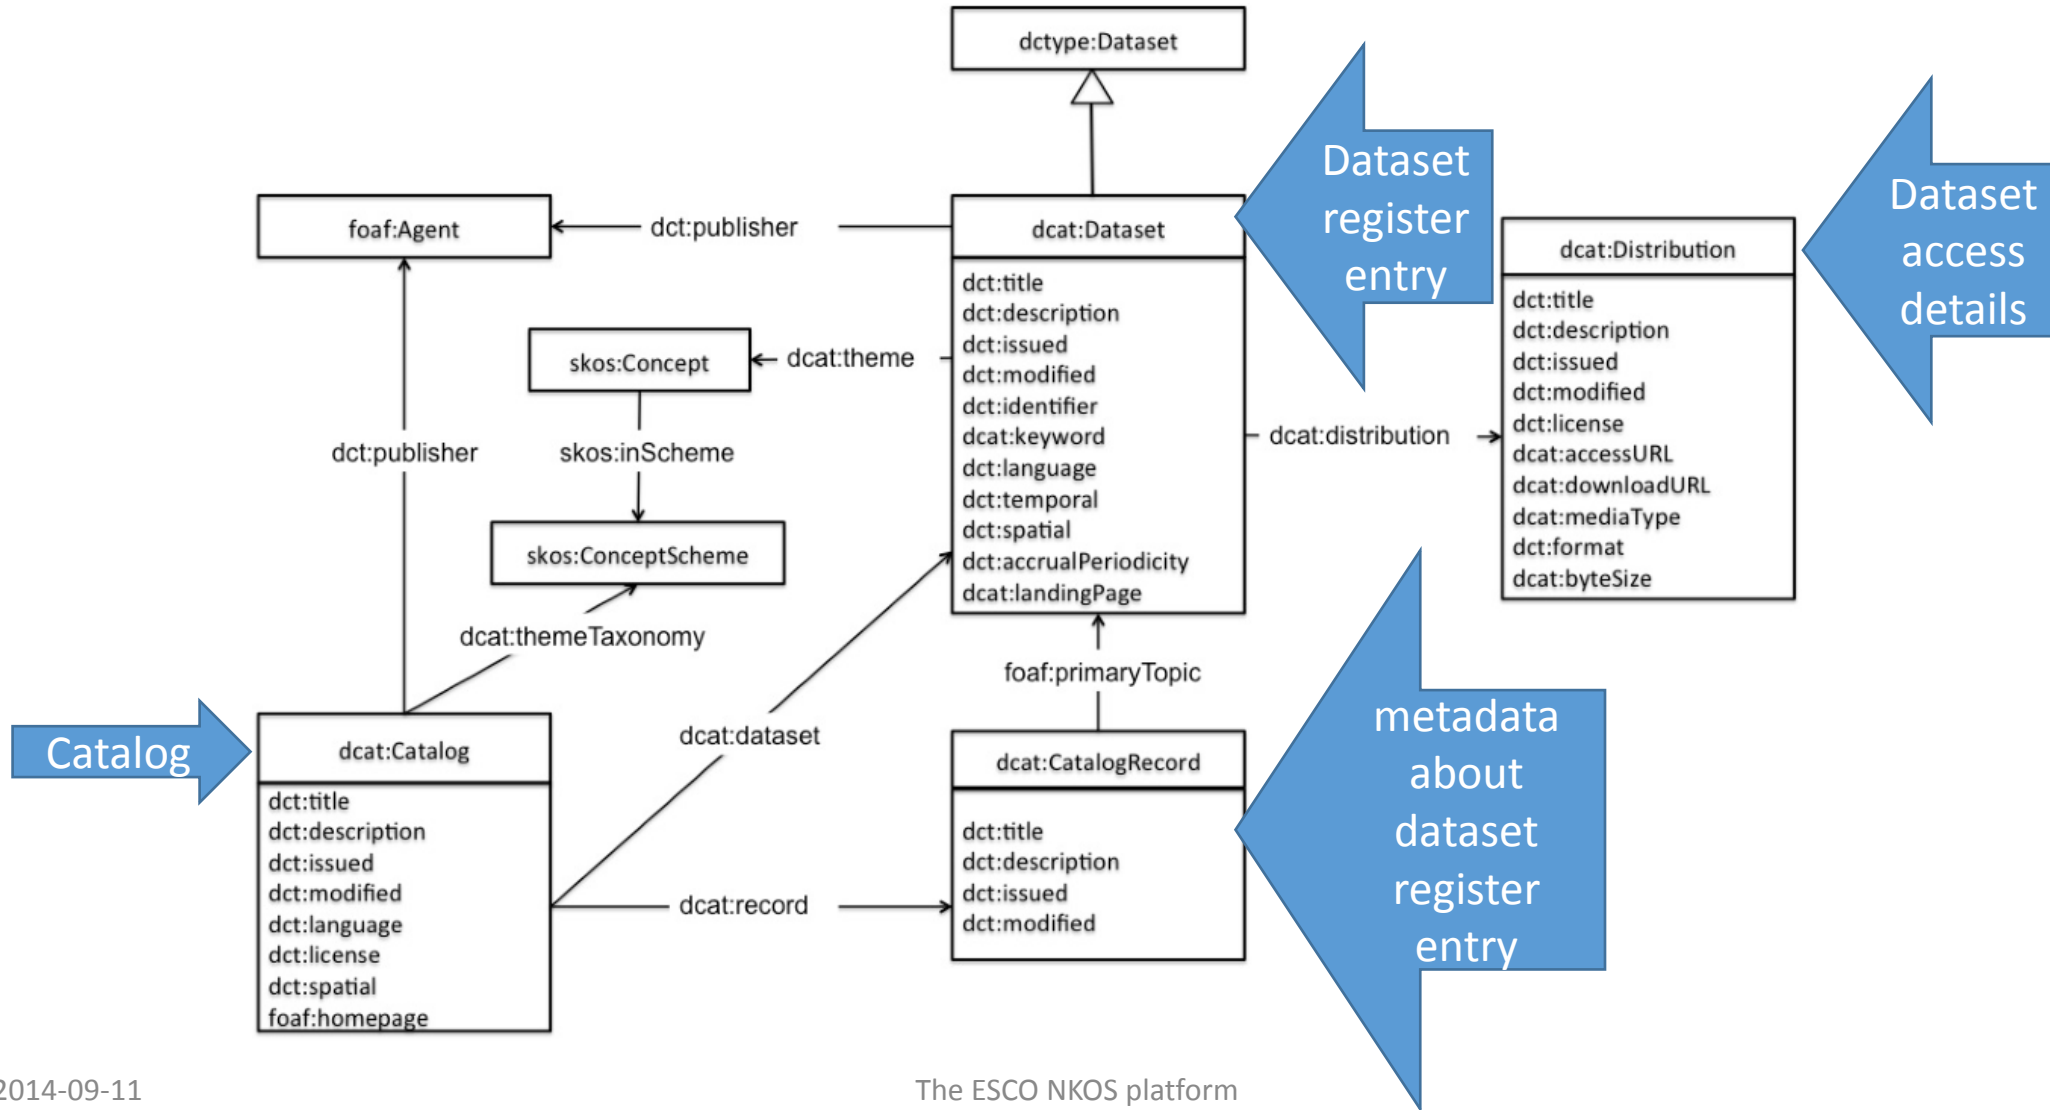 dctype:Dataset
Dataset
register
entry
Dataset
access
details
foaf:Agent
dct:publisher
dcat:Dataset
dct:title
dct:description
dct:issued
dct:modified
dct:identifier
dcat:keyword
dct:language
dct:temporal
dct:spatial
dct:accrualPeriodicity
dcat:landingPage
dcat:Distribution
dct:title
dct:description
dct:issued
dct:modified
dct:license
dcat:accessURL
dcat:downloadURL
dcat:mediaType
dct:format
dcat:byteSize
skos:Concept
dcat:theme
dcat:distribution
dct:publisher
skos:inScheme
skos:ConceptScheme
dcat:themeTaxonomy
foaf:primaryTopic
Catalog
dcat:Catalog
dct:title
dct:description
dct:issued
dct:modified
dct:language
dct:license
dct:spatial
foaf:homepage
dcat:dataset
dcat:record
dcat:CatalogRecord
dct:title
dct:description
dct:issued
dct:modified
metadata
about
dataset
register
entry
2014-09-11
The ESCO NKOS platform